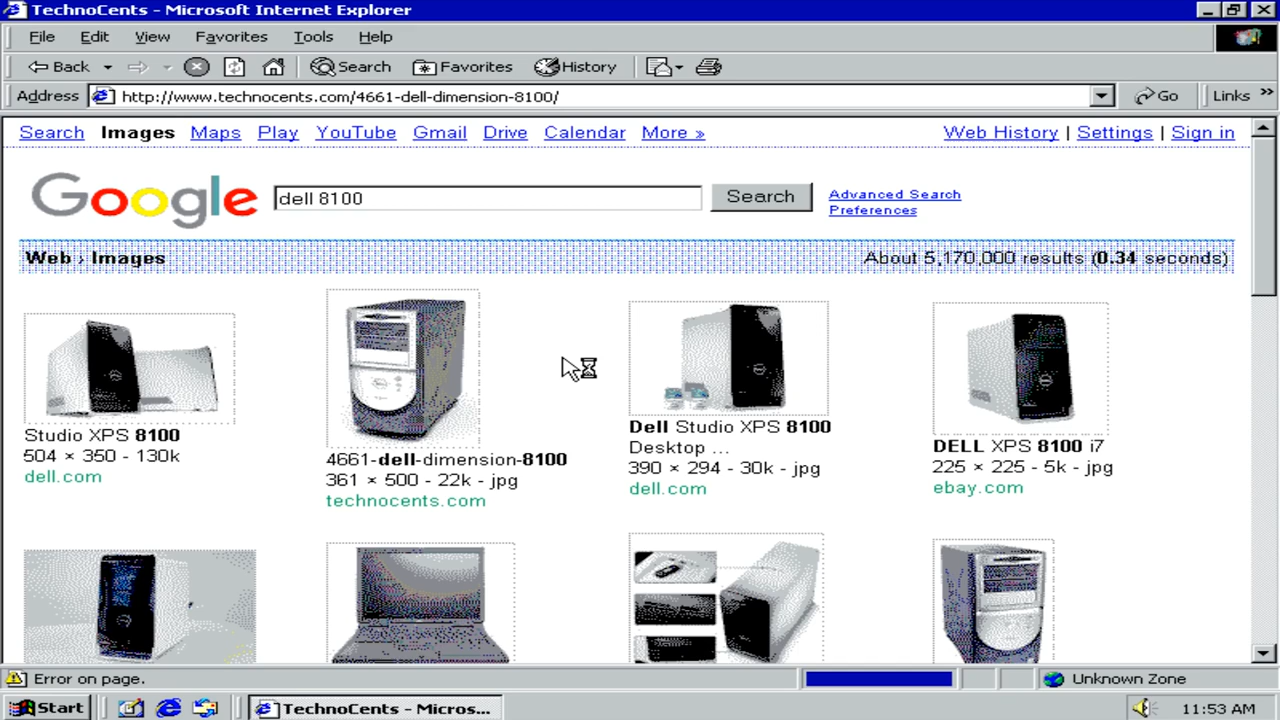 TechnoCents - Microsoft Internet Explorer
File Edit View Favorites Tools Help
Back Search Favorites History
Address http://www.technocents.com/4661-dell-dimension-8100/ Go Links »
Search Images Maps Play YouTube Gmail Drive Calendar More » Web History | Settings | Sign in
Google dell 8100 Search Advanced Search
Preferences
Web › Images About 5,170,000 results (0.34 seconds)
Studio XPS 8100
504 × 350 - 130k
dell.com
4661-dell-dimension-8100
361 × 500 - 22k - jpg
technocents.com
Dell Studio XPS 8100
Desktop ...
390 × 294 - 30k - jpg
dell.com
DELL XPS 8100 i7
225 × 225 - 5k - jpg
ebay.com
Error on page. Unknown Zone
Start TechnoCents - Micros... 11:53 AM